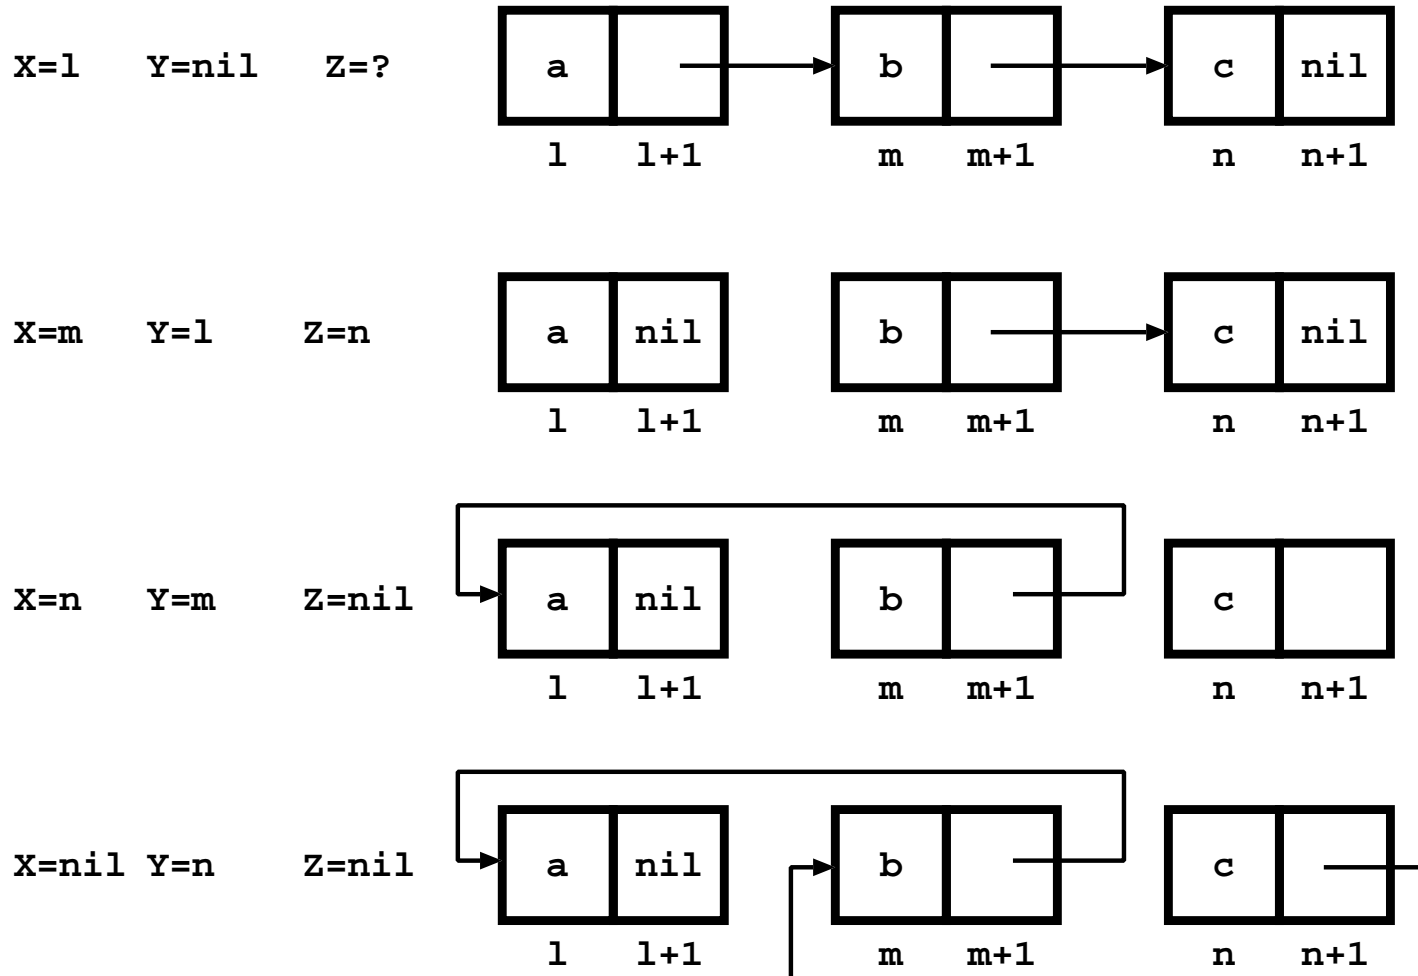 X=l Y=nil Z=? a b c nil
l l+1 m m+1 n n+1
X=m Y=l Z=n a nil b c nil
l l+1 m m+1 n n+1
X=n Y=m Z=nil a nil b c
l l+1 m m+1 n n+1
X=nil Y=n Z=nil a nil b c
l l+1 m m+1 n n+1